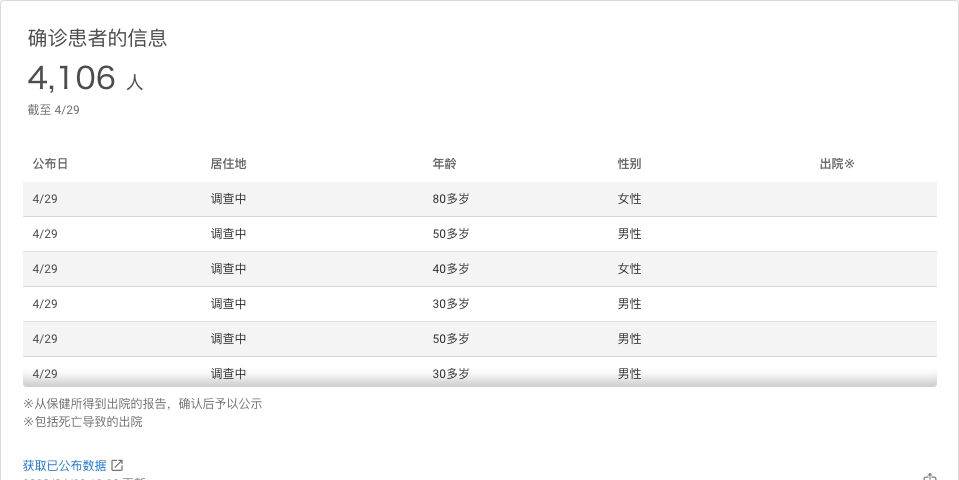 确诊患者的信息
4,106 人
截至 4/29
公布日 居住地 年龄 性别 出院※
4/29 调查中 80多岁 女性
4/29 调查中 50多岁 男性
4/29 调查中 40多岁 女性
4/29 调查中 30多岁 男性
4/29 调查中 50多岁 男性
4/29 调查中 30多岁 男性
※从保健所得到出院的报告，确认后予以公示
※包括死亡导致的出院
获取已公布数据